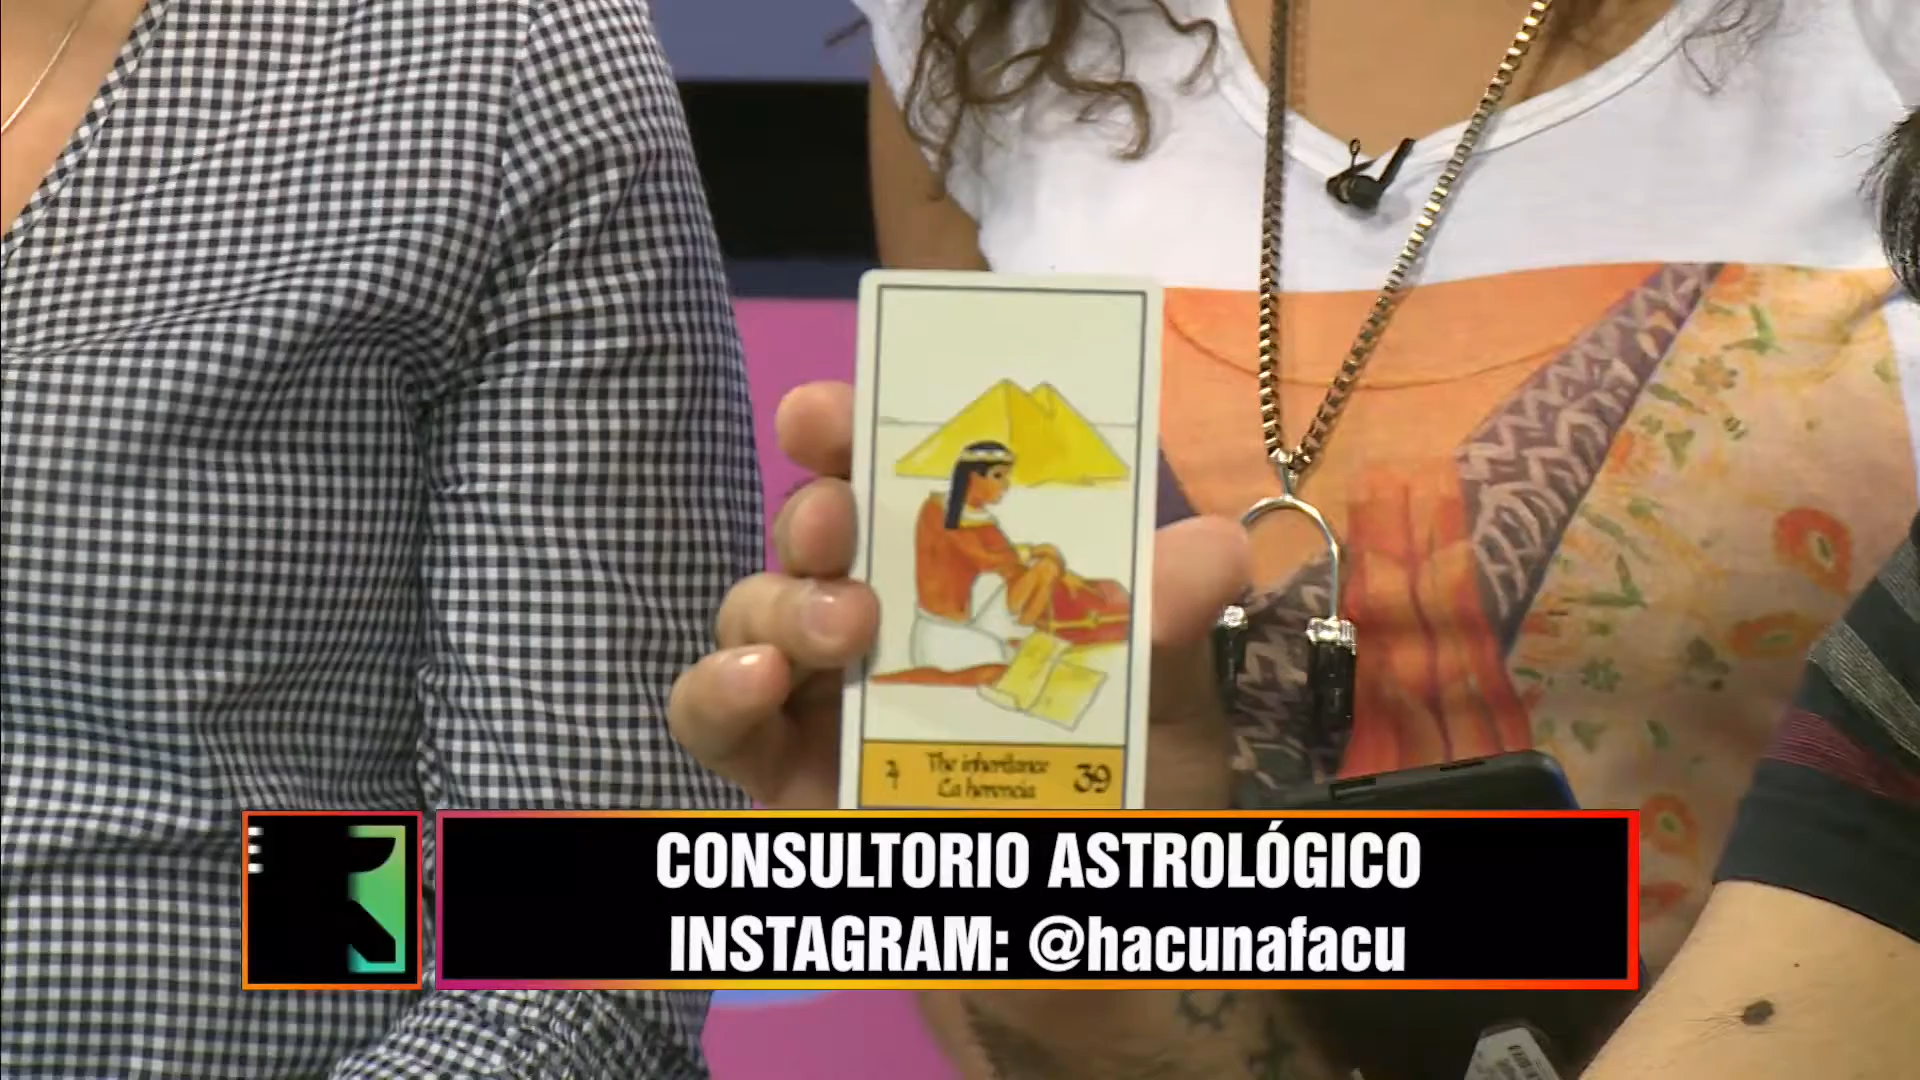 The inheritance
La herencia
39
CONSULTORIO ASTROLÓGICO
INSTAGRAM: @hacunafacu